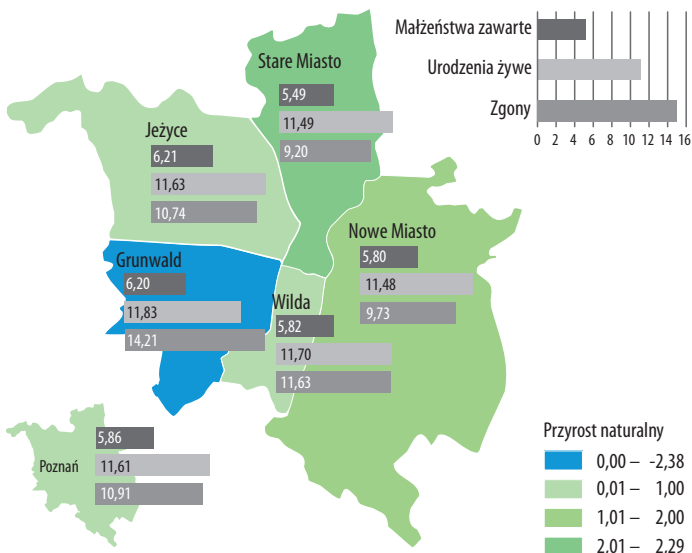 Małżeństwa zawarte
Urodzenia żywe
Zgony
0 2 4 6 8 10 12 14 16
Stare Miasto
5,49
11,49
9,20
Jeżyce
6,21
11,63
10,74
Nowe Miasto
5,80
11,48
9,73
Grunwald
6,20
11,83
14,21
Wilda
5,82
11,70
11,63
Poznań
5,86
11,61
10,91
Przyrost naturalny
0,00 – -2,38
0,01 – 1,00
1,01 – 2,00
2,01 – 2,29